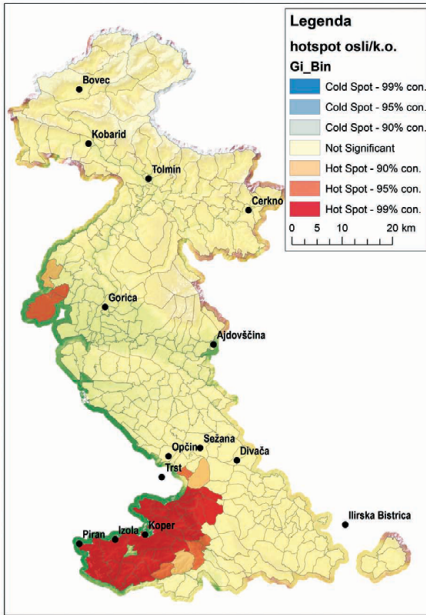 Legenda
hotspot osli/k.o.
Gi_Bin
Cold Spot - 99% con.
Cold Spot - 95% con.
Cold Spot - 90% con.
Not Significant
Hot Spot - 90% con.
Hot Spot - 95% con.
Hot Spot - 99% con.
0 5 10 20 km
Bovec
Kobarid
Tolmin
Cerkno
Gorica
Ajdovščina
Opčine
Sežana
Divača
Trst
Ilirska Bistrica
Koper
Izola
Piran